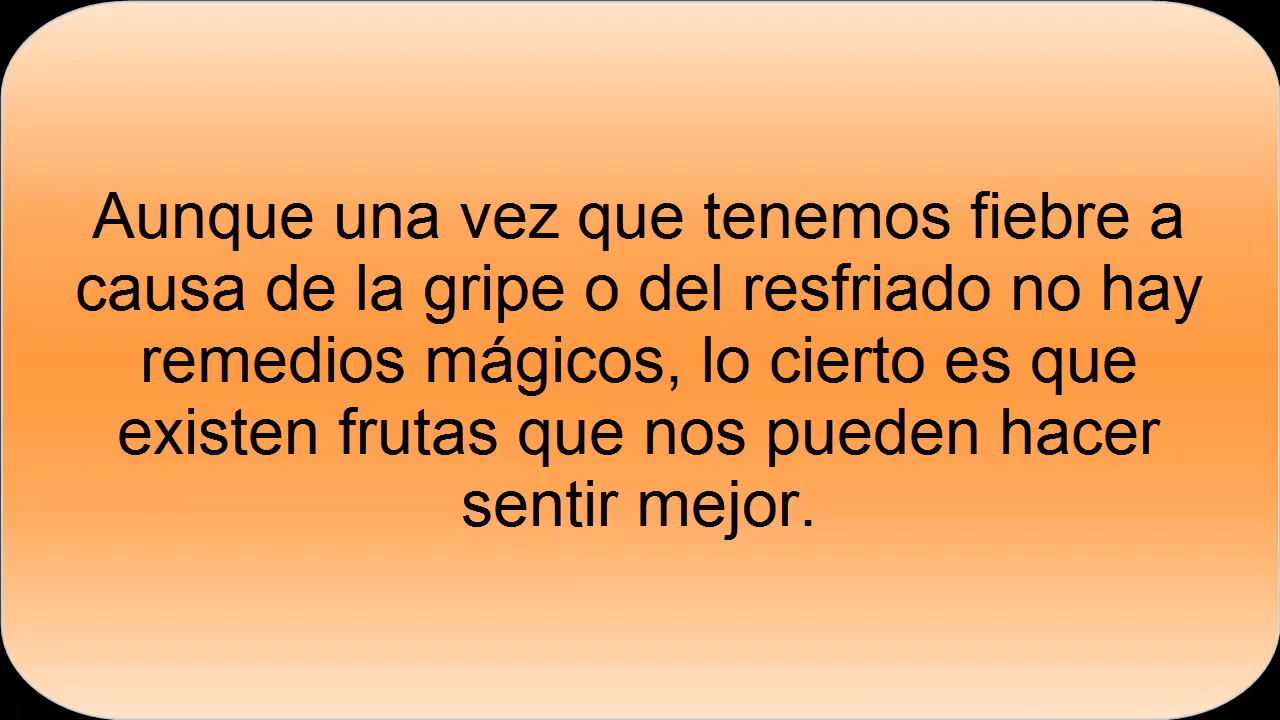 Aunque una vez que tenemos fiebre a
causa de la gripe o del resfriado no hay
remedios mágicos, lo cierto es que
existen frutas que nos pueden hacer
sentir mejor.